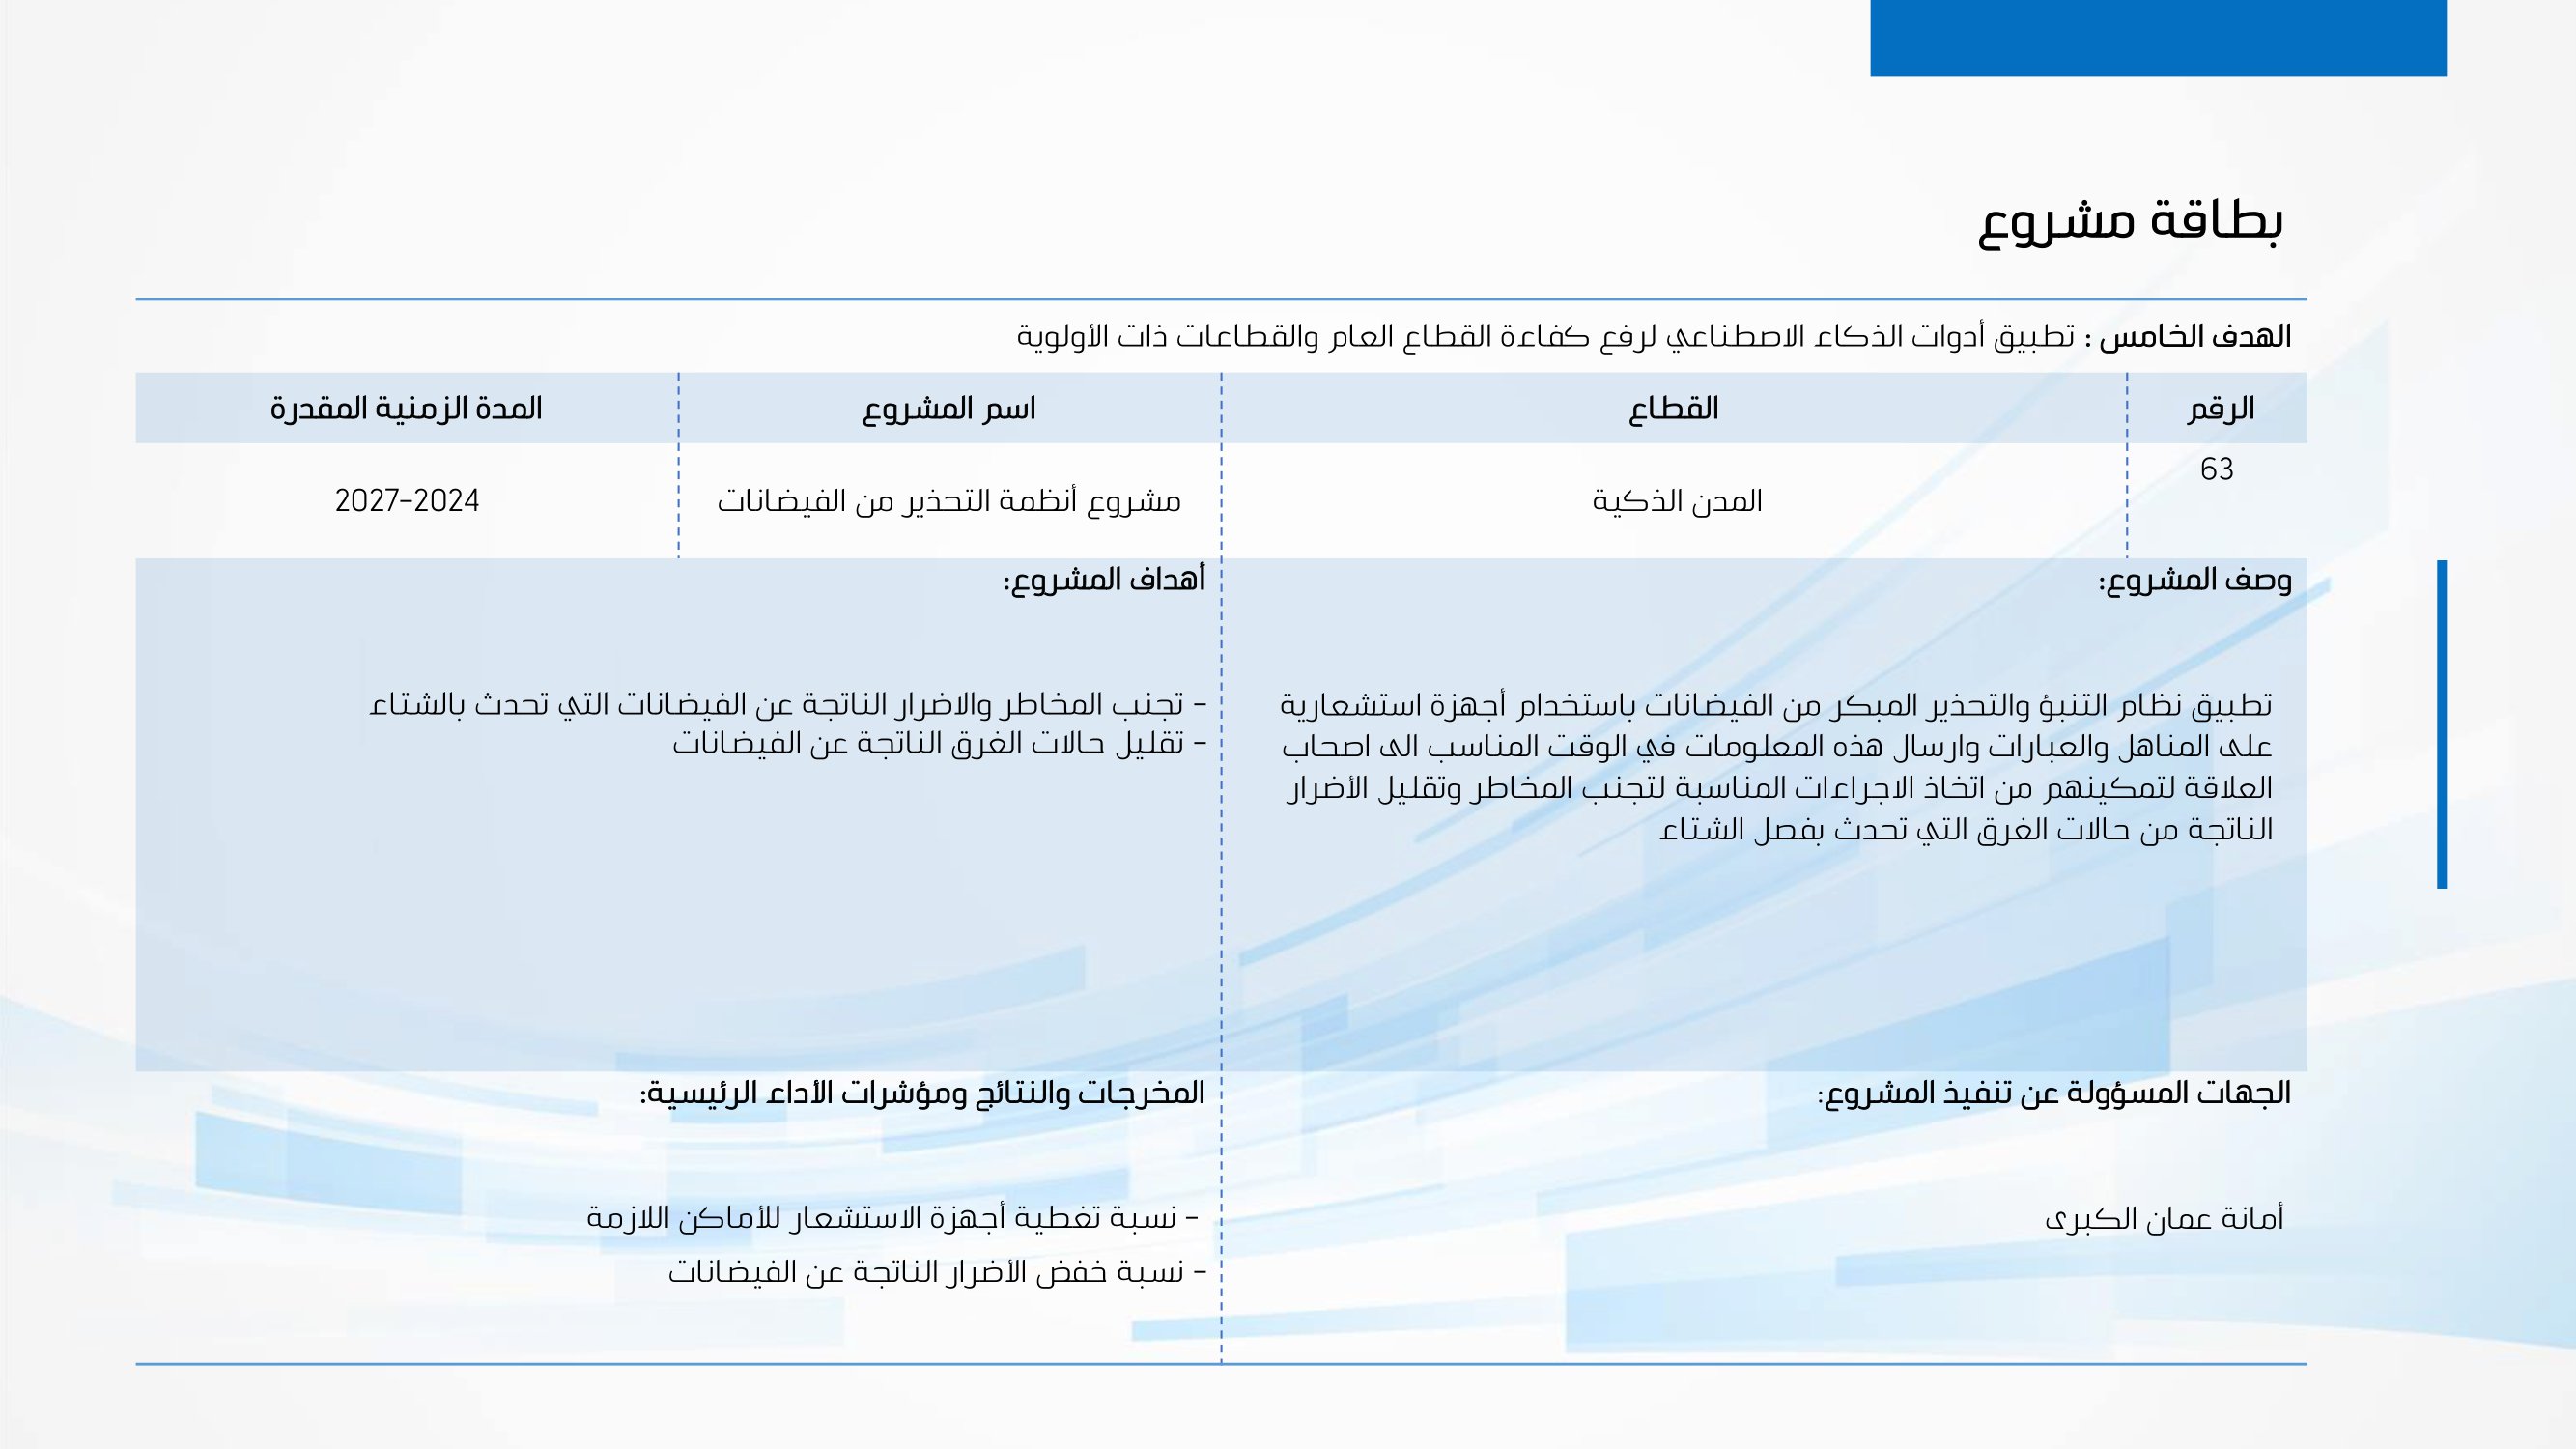 بطاقة مشروع
الهدف الخامس : تطبيق أدوات الذكاء الاصطناعي لرفع كفاءة القطاع العام والقطاعات ذات الأولوية
الرقم
القطاع
اسم المشروع
المدة الزمنية المقدرة
63
المدن الذكية
مشروع أنظمة التحذير من الفيضانات
2024-2027
وصف المشروع:
تطبيق نظام التنبؤ والتحذير المبكر من الفيضانات باستخدام أجهزة استشعارية
على المناهل والعبارات وارسال هذه المعلومات في الوقت المناسب الى اصحاب
العلاقة لتمكينهم من اتخاذ الاجراءات المناسبة لتجنب المخاطر وتقليل الأضرار
الناتجة من حالات الغرق التي تحدث بفصل الشتاء
أهداف المشروع:
- تجنب المخاطر والاضرار الناتجة عن الفيضانات التي تحدث بالشتاء
- تقليل حالات الغرق الناتجة عن الفيضانات
الجهات المسؤولة عن تنفيذ المشروع:
أمانة عمان الكبرى
المخرجات والنتائج ومؤشرات الأداء الرئيسية:
- نسبة تغطية أجهزة الاستشعار للأماكن اللازمة
- نسبة خفض الأضرار الناتجة عن الفيضانات